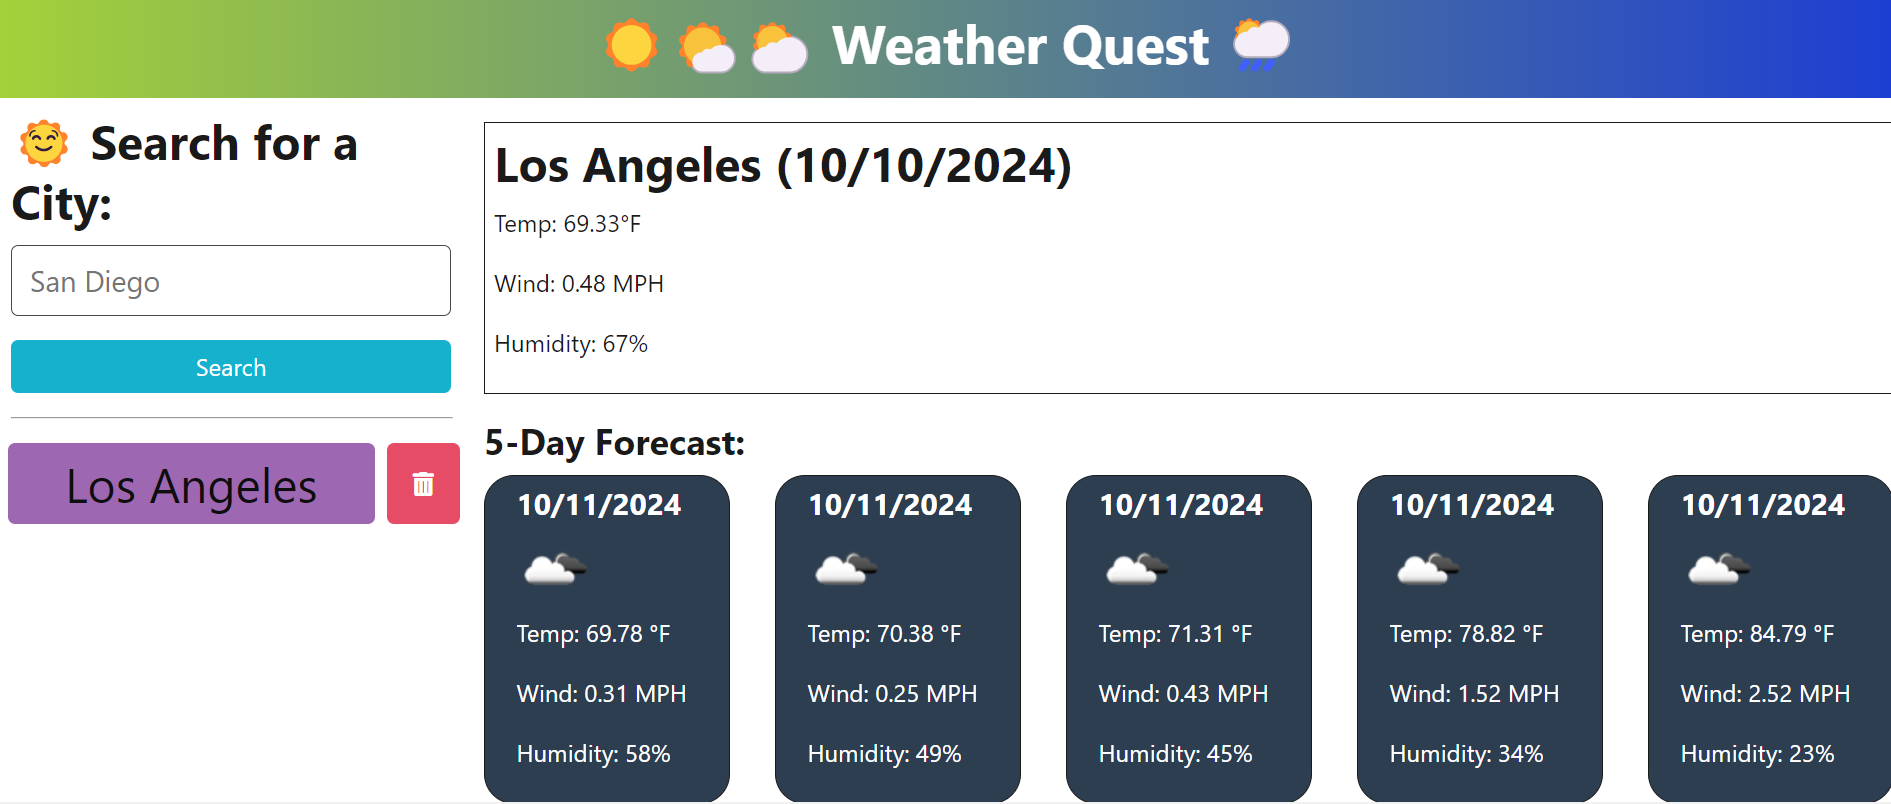 Weather Quest
Search for a
City:
San Diego
Search
Los Angeles
Los Angeles (10/10/2024)
Temp: 69.33°F
Wind: 0.48 MPH
Humidity: 67%
5-Day Forecast:
10/11/2024
Temp: 69.78 °F
Wind: 0.31 MPH
Humidity: 58%
10/11/2024
Temp: 70.38 °F
Wind: 0.25 MPH
Humidity: 49%
10/11/2024
Temp: 71.31 °F
Wind: 0.43 MPH
Humidity: 45%
10/11/2024
Temp: 78.82 °F
Wind: 1.52 MPH
Humidity: 34%
10/11/2024
Temp: 84.79 °F
Wind: 2.52 MPH
Humidity: 23%